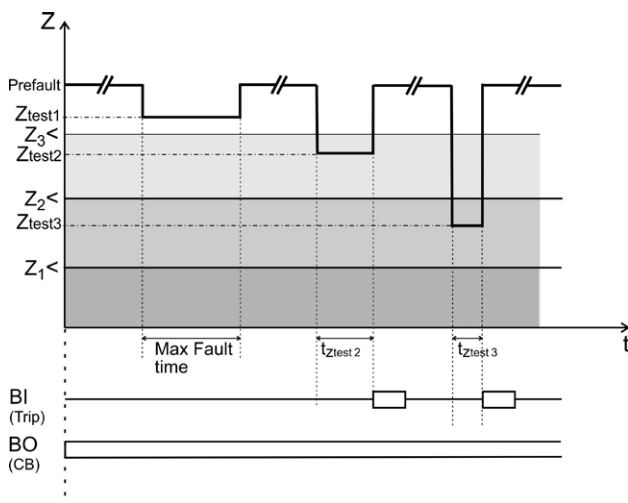 Z
Prefault
Ztest1
Z3<
Ztest2
Z2<
Ztest3
Z1<
t
Max Fault
time
tZtest 2
tZtest 3
BI
(Trip)
BO
(CB)